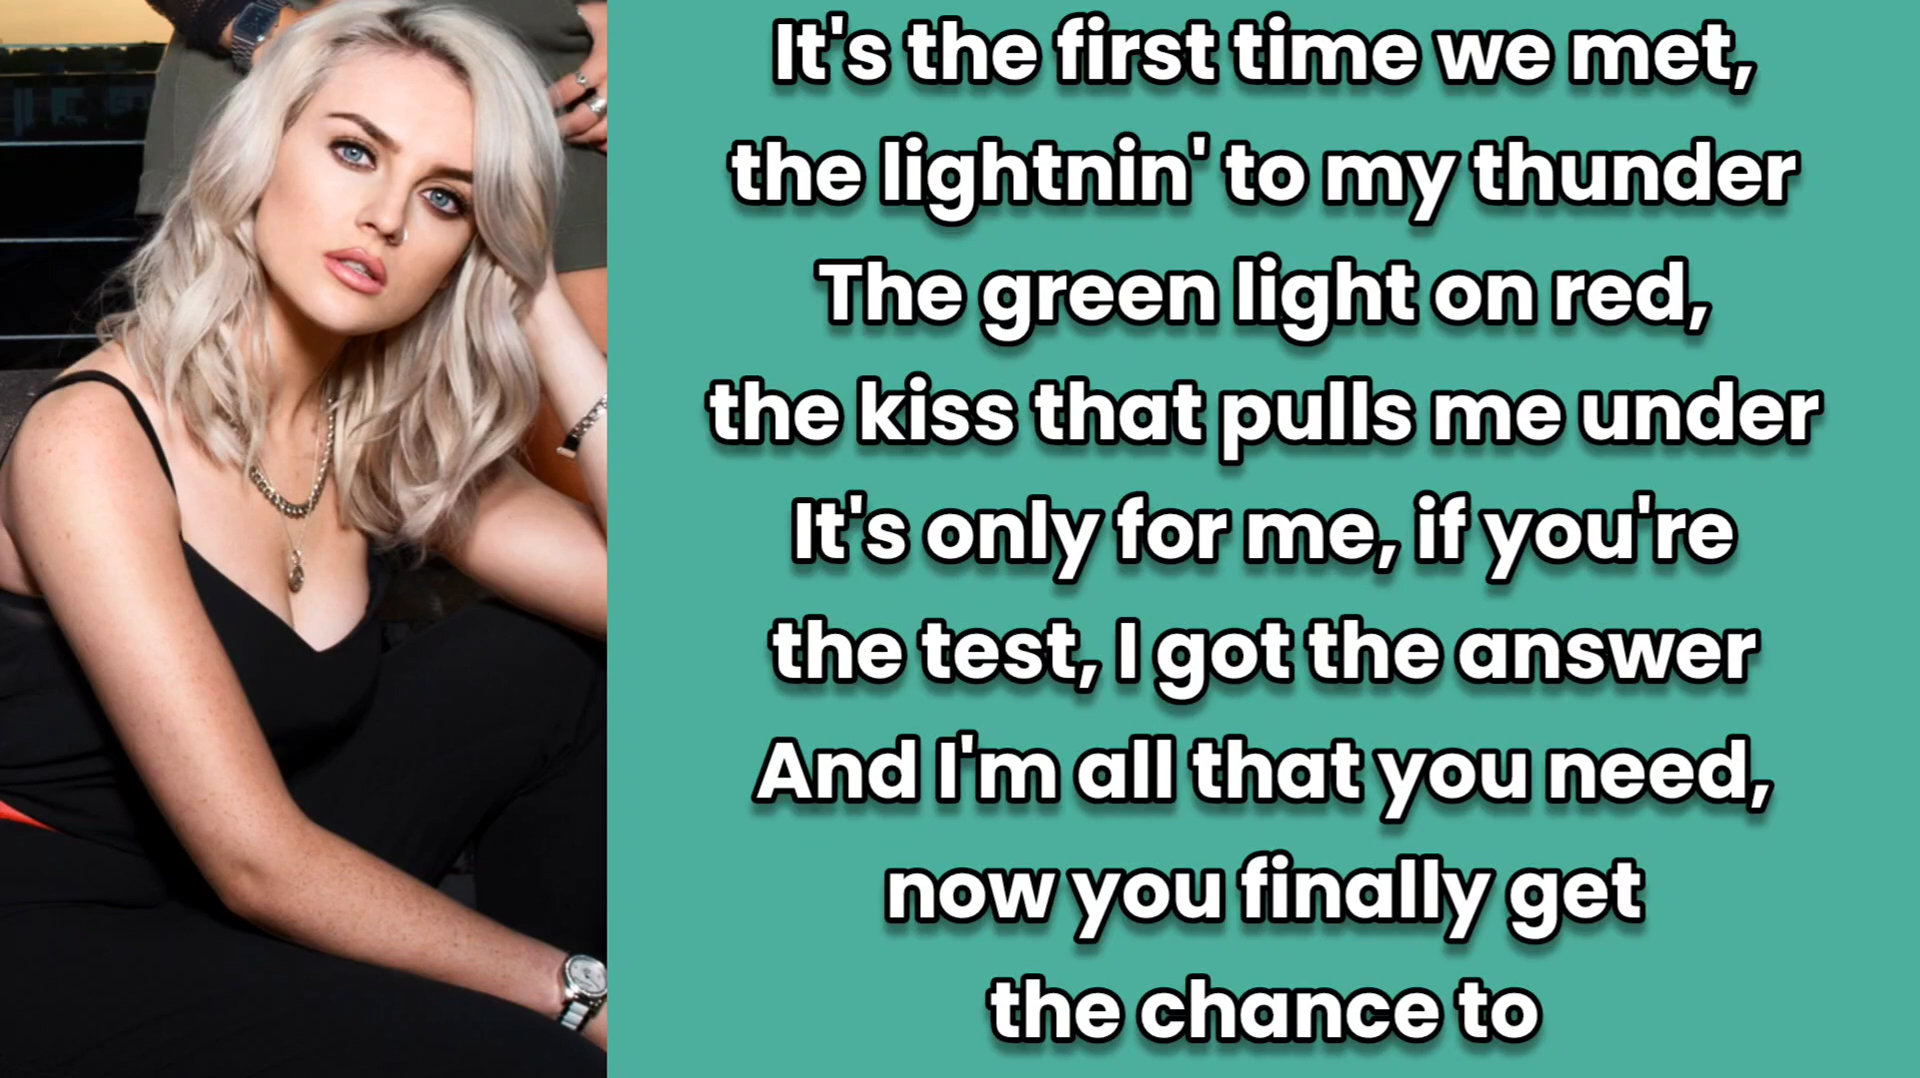 It's the first time we met,
the lightnin' to my thunder
The green light on red,
the kiss that pulls me under
It's only for me, if you're
the test, I got the answer
And I'm all that you need,
now you finally get
the chance to